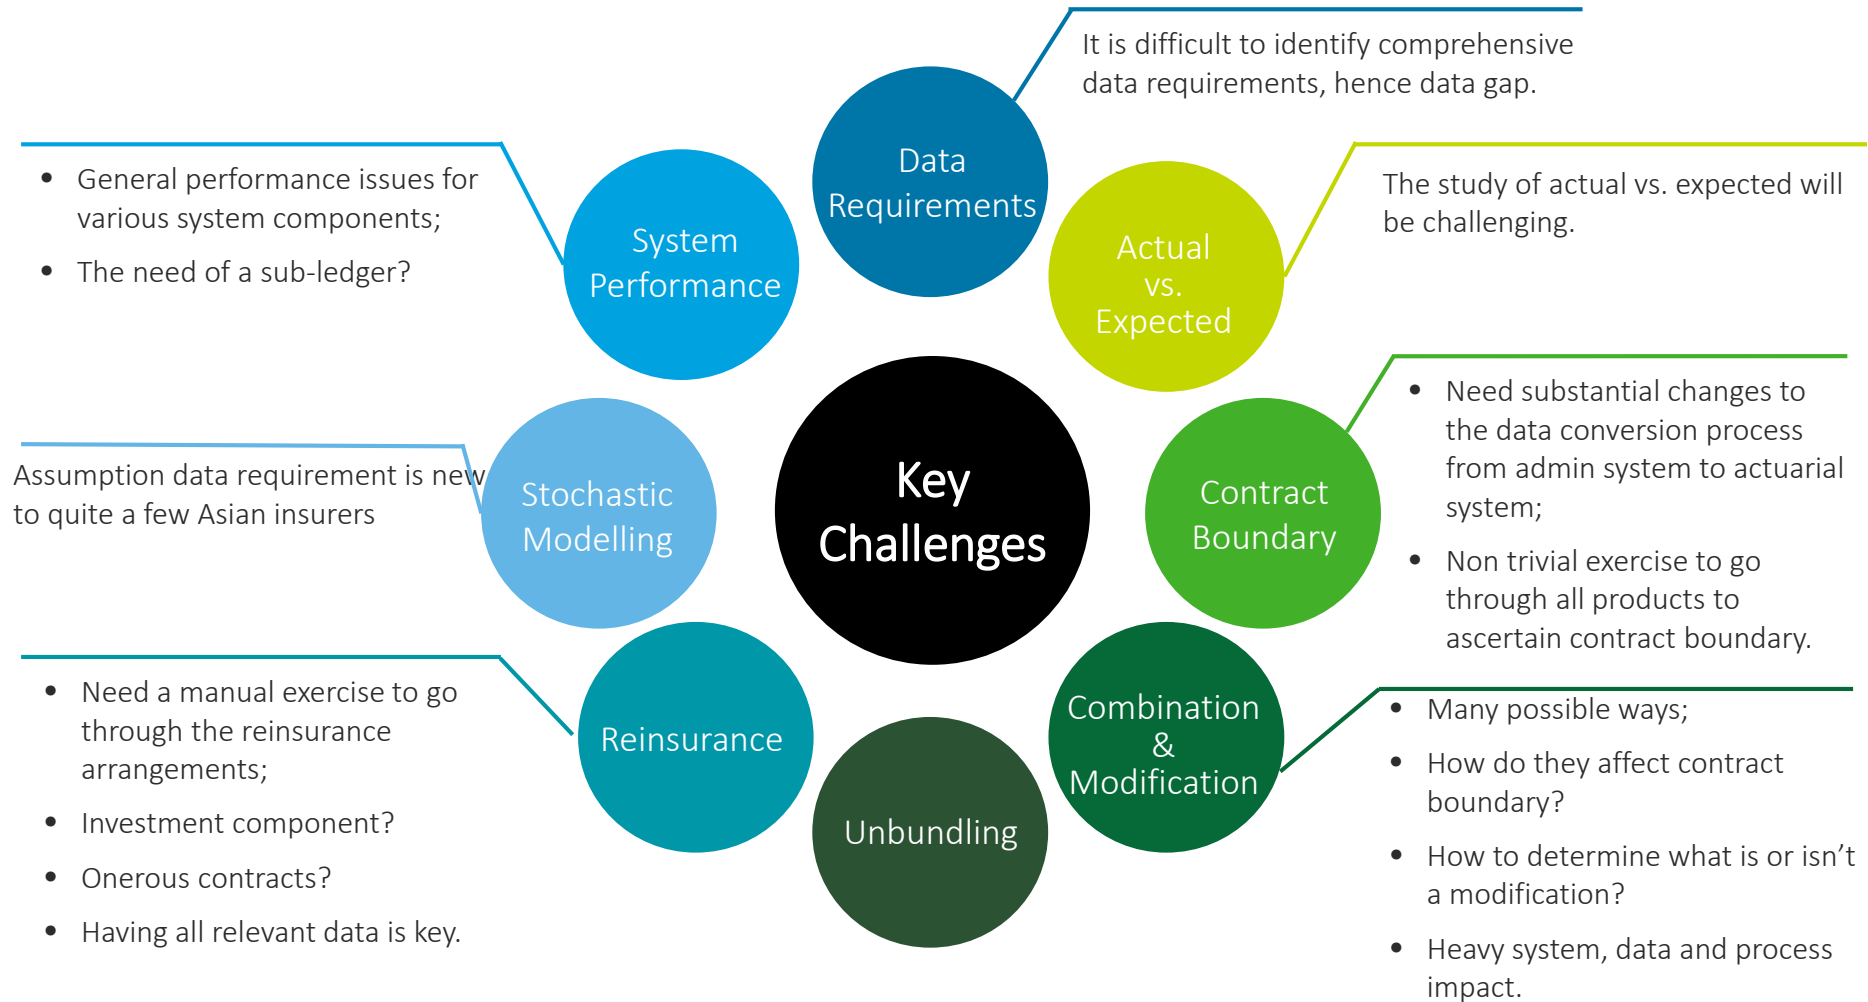 It is difficult to identify comprehensive
data requirements, hence data gap.
Data
Requirements
• General performance issues for
various system components;
• The need of a sub-ledger?
System
Performance
Actual
vs.
Expected
The study of actual vs. expected will
be challenging.
Key
Challenges
Assumption data requirement is new
to quite a few Asian insurers
Stochastic
Modelling
Contract
Boundary
• Need substantial changes to
the data conversion process
from admin system to actuarial
system;
• Non trivial exercise to go
through all products to
ascertain contract boundary.
• Need a manual exercise to go
through the reinsurance
arrangements;
• Investment component?
• Onerous contracts?
• Having all relevant data is key.
Reinsurance
Unbundling
Combination
&
Modification
• Many possible ways;
• How do they affect contract
boundary?
• How to determine what is or isn’t
a modification?
• Heavy system, data and process
impact.